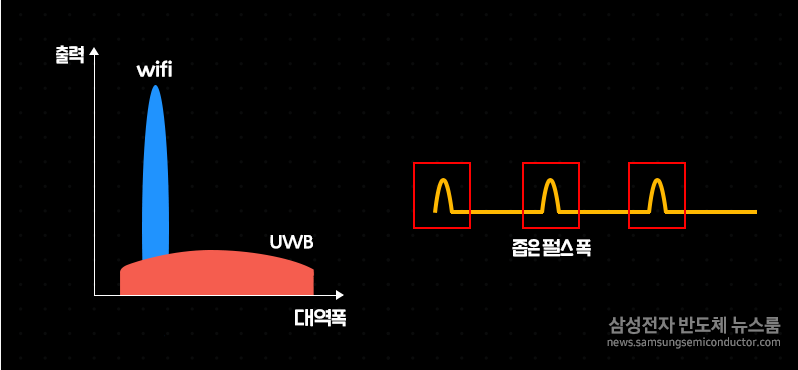 출력
wifi
UWB
대역폭
좁은 펄스 폭
삼성전자 반도체 뉴스룸
news.samsungsemiconductor.com